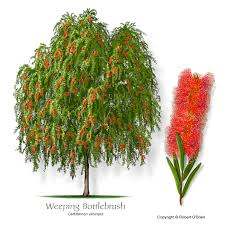 Weeping Bottlebrush
Callistemon viminalis
Copyright © Robert O'Brien